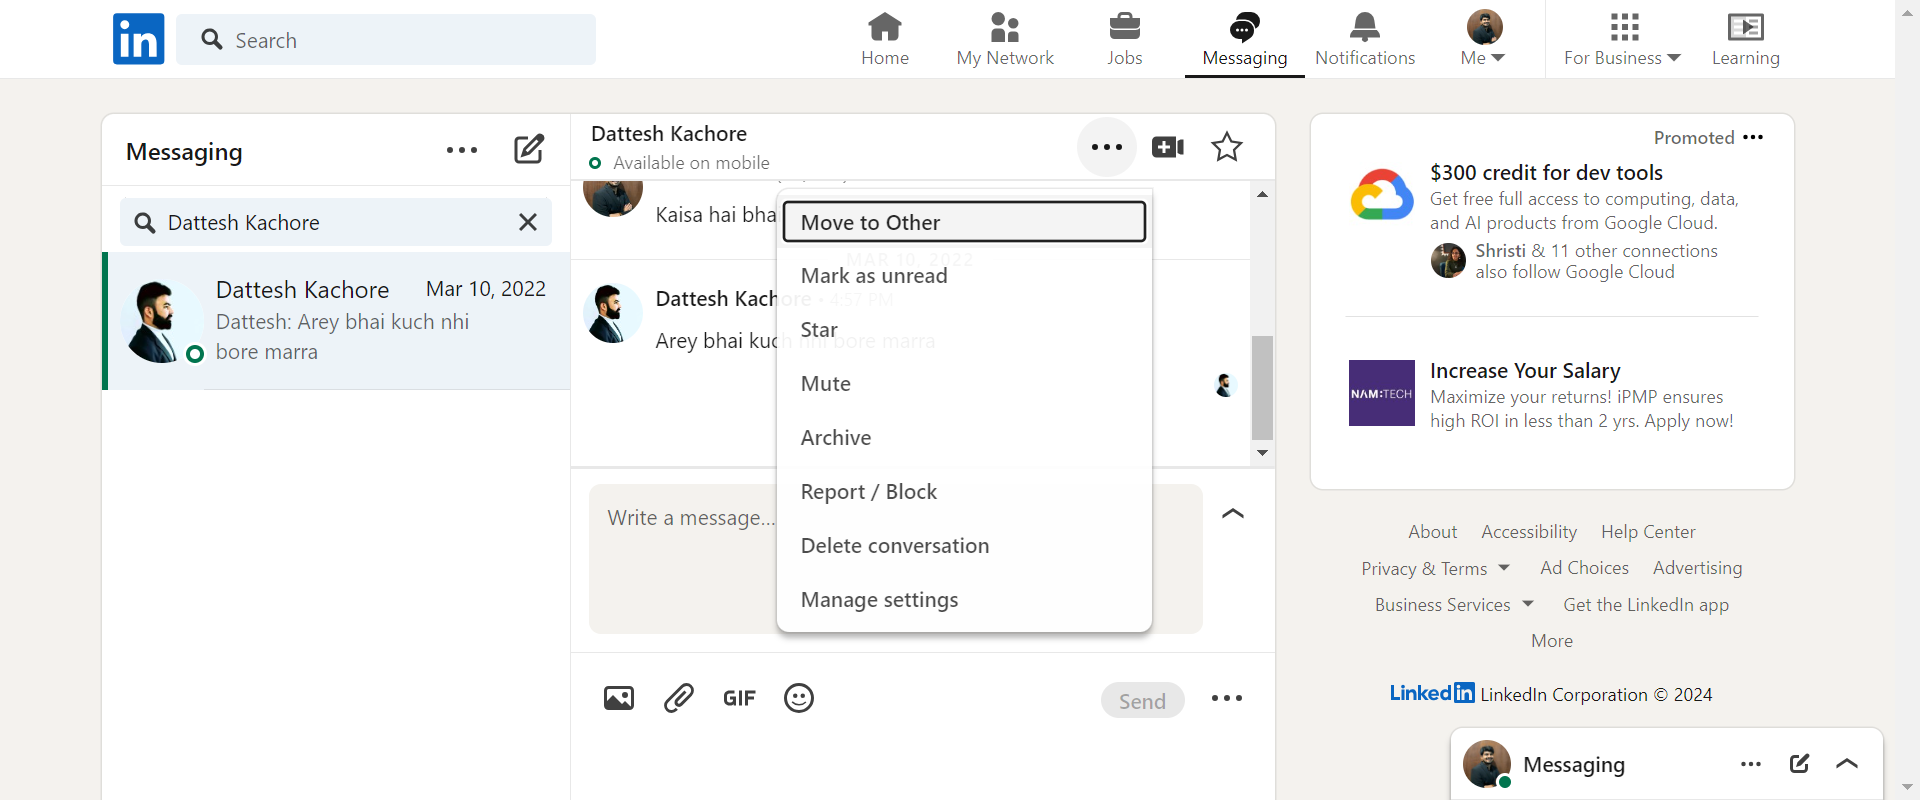 in
Search
Home
My Network
Jobs
Messaging
Notifications
Me
For Business
Learning
Messaging
Dattesh Kachore
Dattesh Kachore
Mar 10, 2022
Dattesh: Arey bhai kuch nhi
bore marra
Dattesh Kachore
Available on mobile
Kaisa hai bha
MAR 10, 2022
Dattesh Kachore • 4:57 PM
Arey bhai kuch nhi bore marra
Move to Other
Mark as unread
Star
Mute
Archive
Report / Block
Delete conversation
Manage settings
Write a message...
GIF
Send
Promoted
$300 credit for dev tools
Get free full access to computing, data,
and AI products from Google Cloud.
Shristi & 11 other connections
also follow Google Cloud
NAM:TECH
Increase Your Salary
Maximize your returns! iPMP ensures
high ROI in less than 2 yrs. Apply now!
About Accessibility Help Center
Privacy & Terms Ad Choices Advertising
Business Services Get the LinkedIn app
More
LinkedIn LinkedIn Corporation © 2024
Messaging